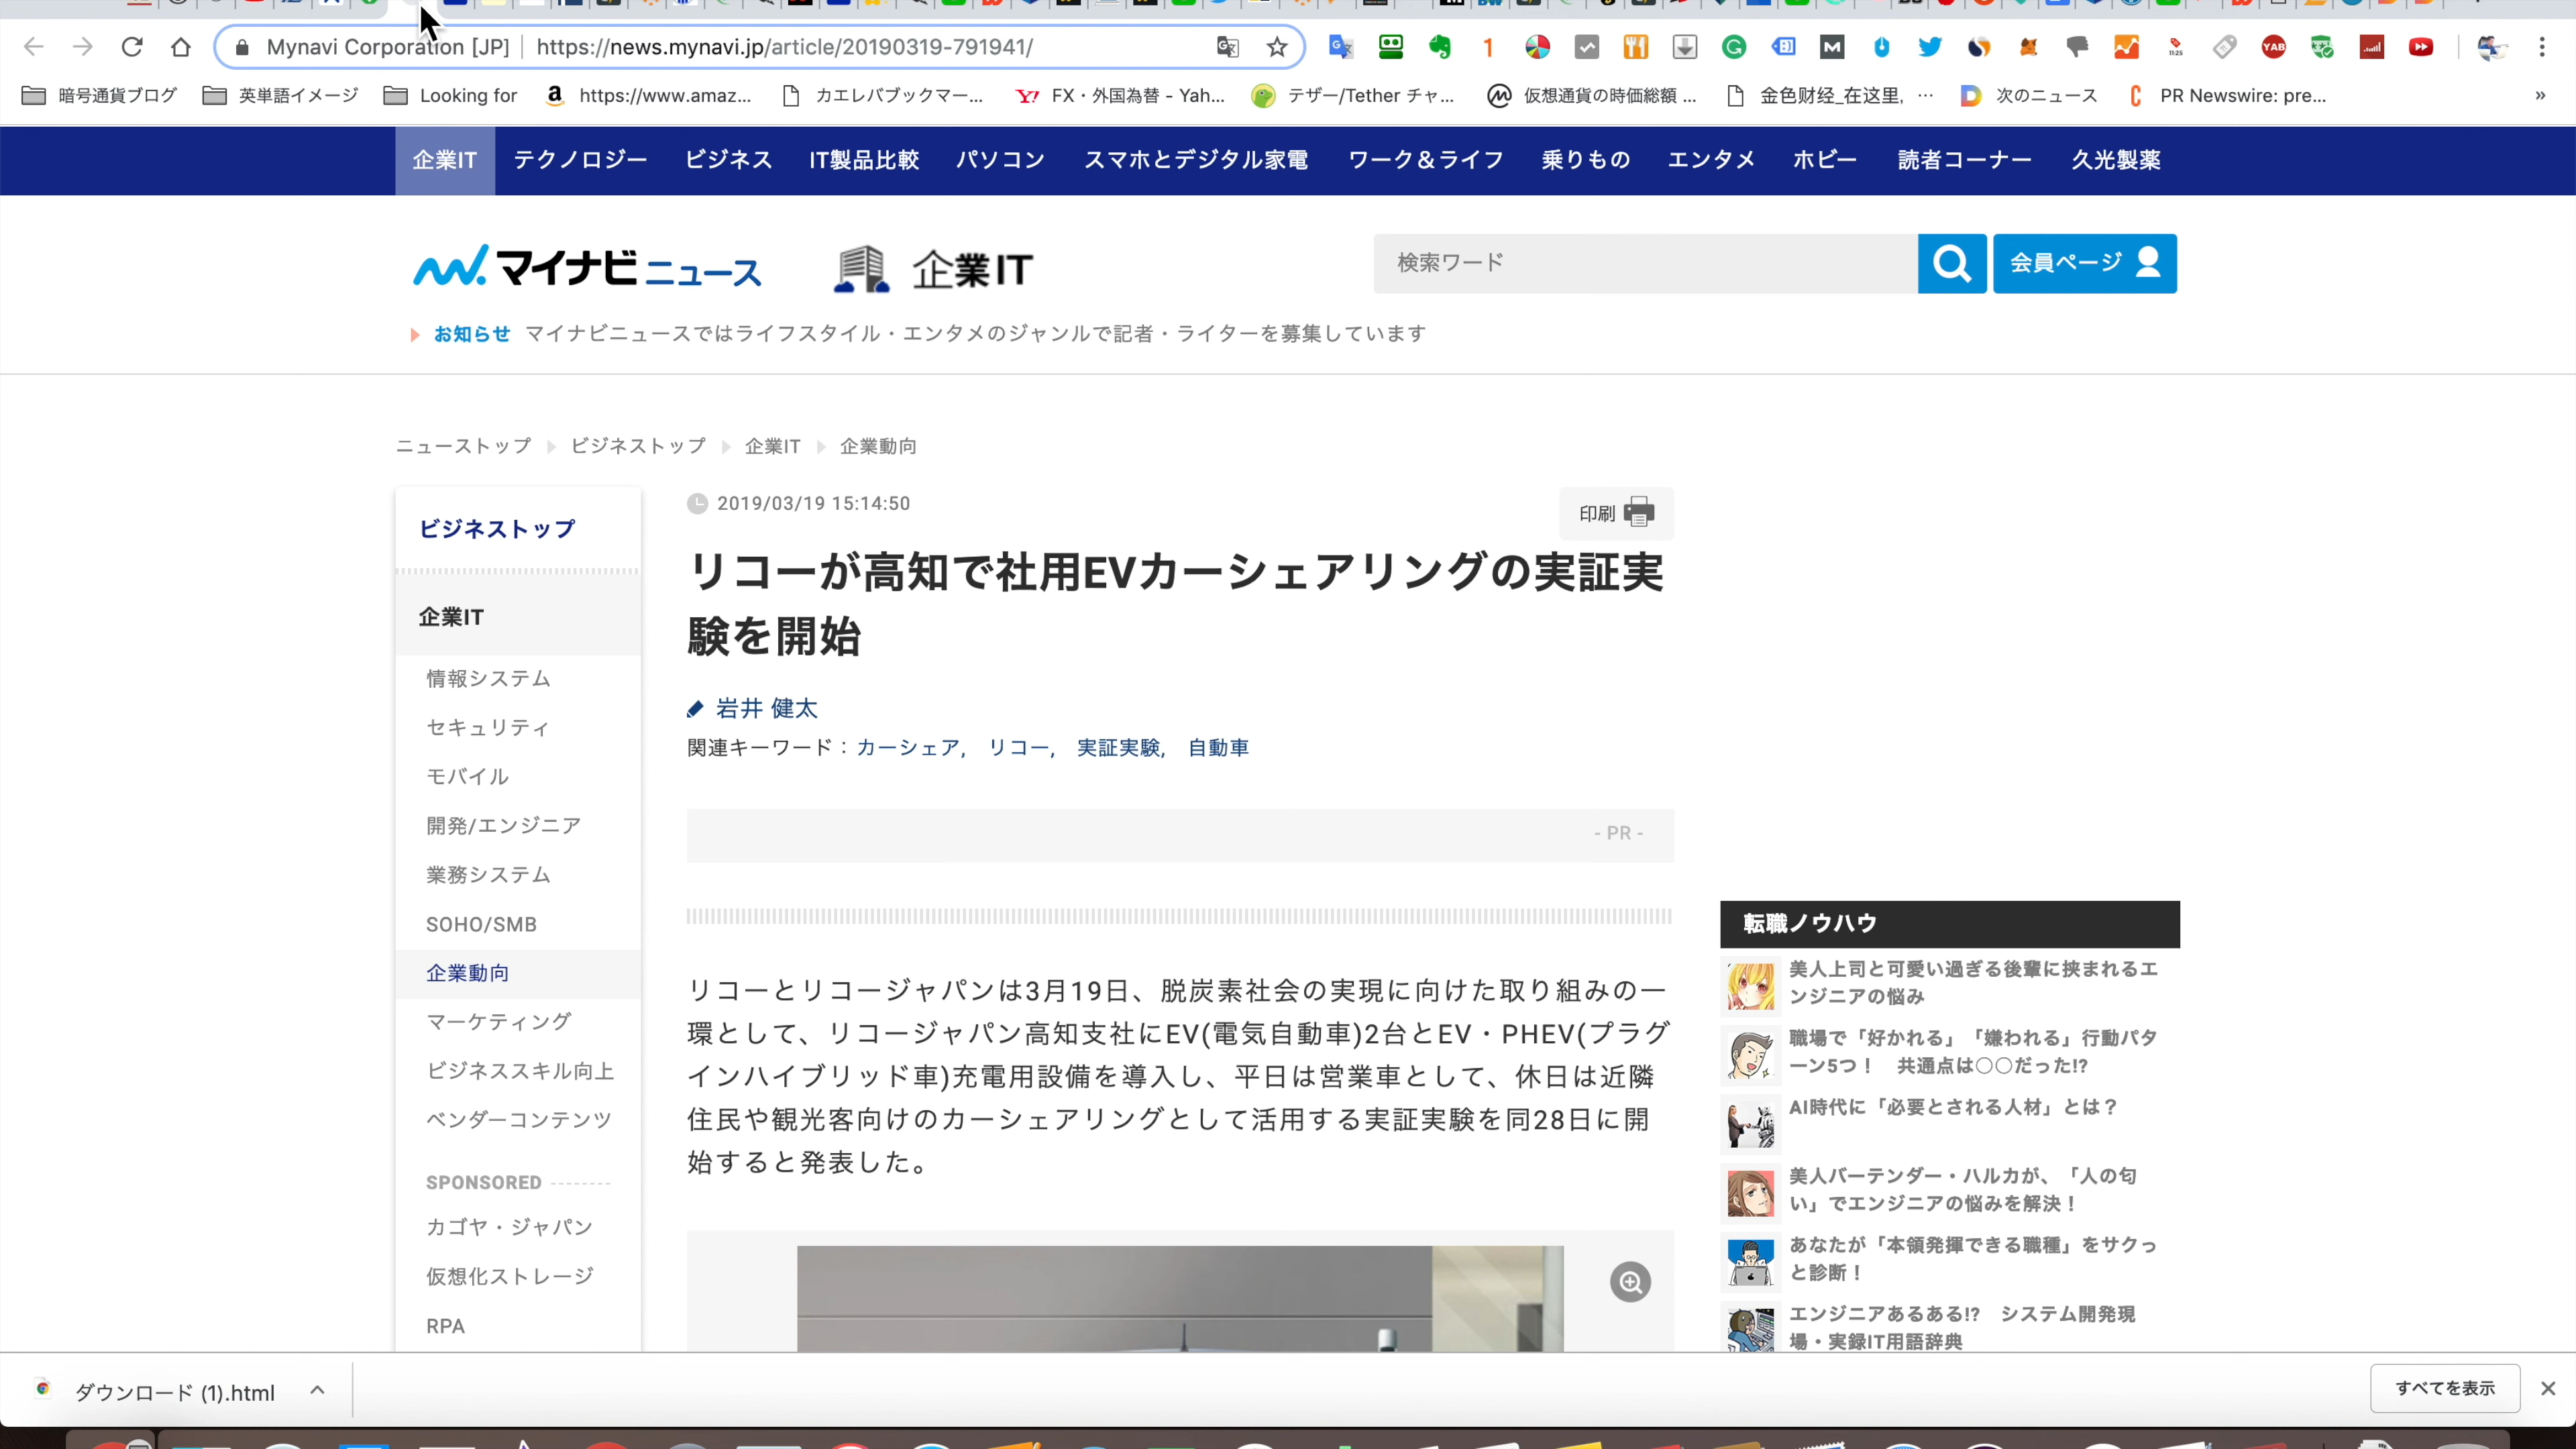 Mynavi Corporation [JP] https://news.mynavi.jp/article/20190319-791941/
暗号通貨ブログ 英単語イメージ Looking for https://www.amaz... カエレバブックマー... FX・外国為替 - Yah... テザー/Tether チャ... 仮想通貨の時価総額 ... 金色财经_在这里, … 次のニュース PR Newswire: pre... »
企業IT テクノロジー ビジネス IT製品比較 パソコン スマホとデジタル家電 ワーク＆ライフ 乗りもの エンタメ ホビー 読者コーナー 久光製薬
マイナビニュース 企業IT 検索ワード 会員ページ
お知らせ マイナビニュースではライフスタイル・エンタメのジャンルで記者・ライターを募集しています
ニューストップ ビジネストップ 企業IT 企業動向
ビジネストップ
企業IT
情報システム
セキュリティ
モバイル
開発/エンジニア
業務システム
SOHO/SMB
企業動向
マーケティング
ビジネススキル向上
ベンダーコンテンツ
SPONSORED
カゴヤ・ジャパン
仮想化ストレージ
RPA
2019/03/19 15:14:50
印刷
リコーが高知で社用EVカーシェアリングの実証実
験を開始
岩井 健太
関連キーワード：カーシェア, リコー, 実証実験, 自動車
- PR -
リコーとリコージャパンは3月19日、脱炭素社会の実現に向けた取り組みの一
環として、リコージャパン高知支社にEV(電気自動車)2台とEV・PHEV(プラグ
インハイブリッド車)充電用設備を導入し、平日は営業車として、休日は近隣
住民や観光客向けのカーシェアリングとして活用する実証実験を同28日に開
始すると発表した。
転職ノウハウ
美人上司と可愛い過ぎる後輩に挟まれるエ
ンジニアの悩み
職場で「好かれる」「嫌われる」行動パタ
ーン5つ！　共通点は○○だった!?
AI時代に「必要とされる人材」とは？
美人バーテンダー・ハルカが、「人の匂
い」でエンジニアの悩みを解決！
あなたが「本領発揮できる職種」をサクっ
と診断！
エンジニアあるある!?　システム開発現
場・実録IT用語辞典
ダウンロード (1).html
すべてを表示